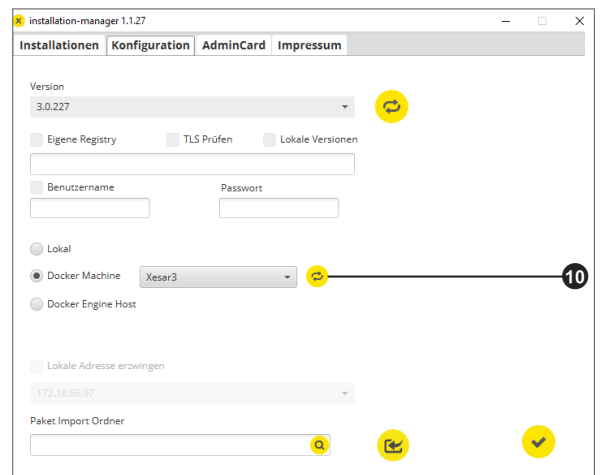 installation-manager 1.1.27
Installationen Konfiguration AdminCard Impressum
Version
3.0.227
Eigene Registry TLS Prüfen Lokale Versionen
Benutzername Passwort
Lokal
Docker Machine Xesar3 10
Docker Engine Host
Lokale Adresse erzwingen
172.18.66.97
Paket Import Ordner